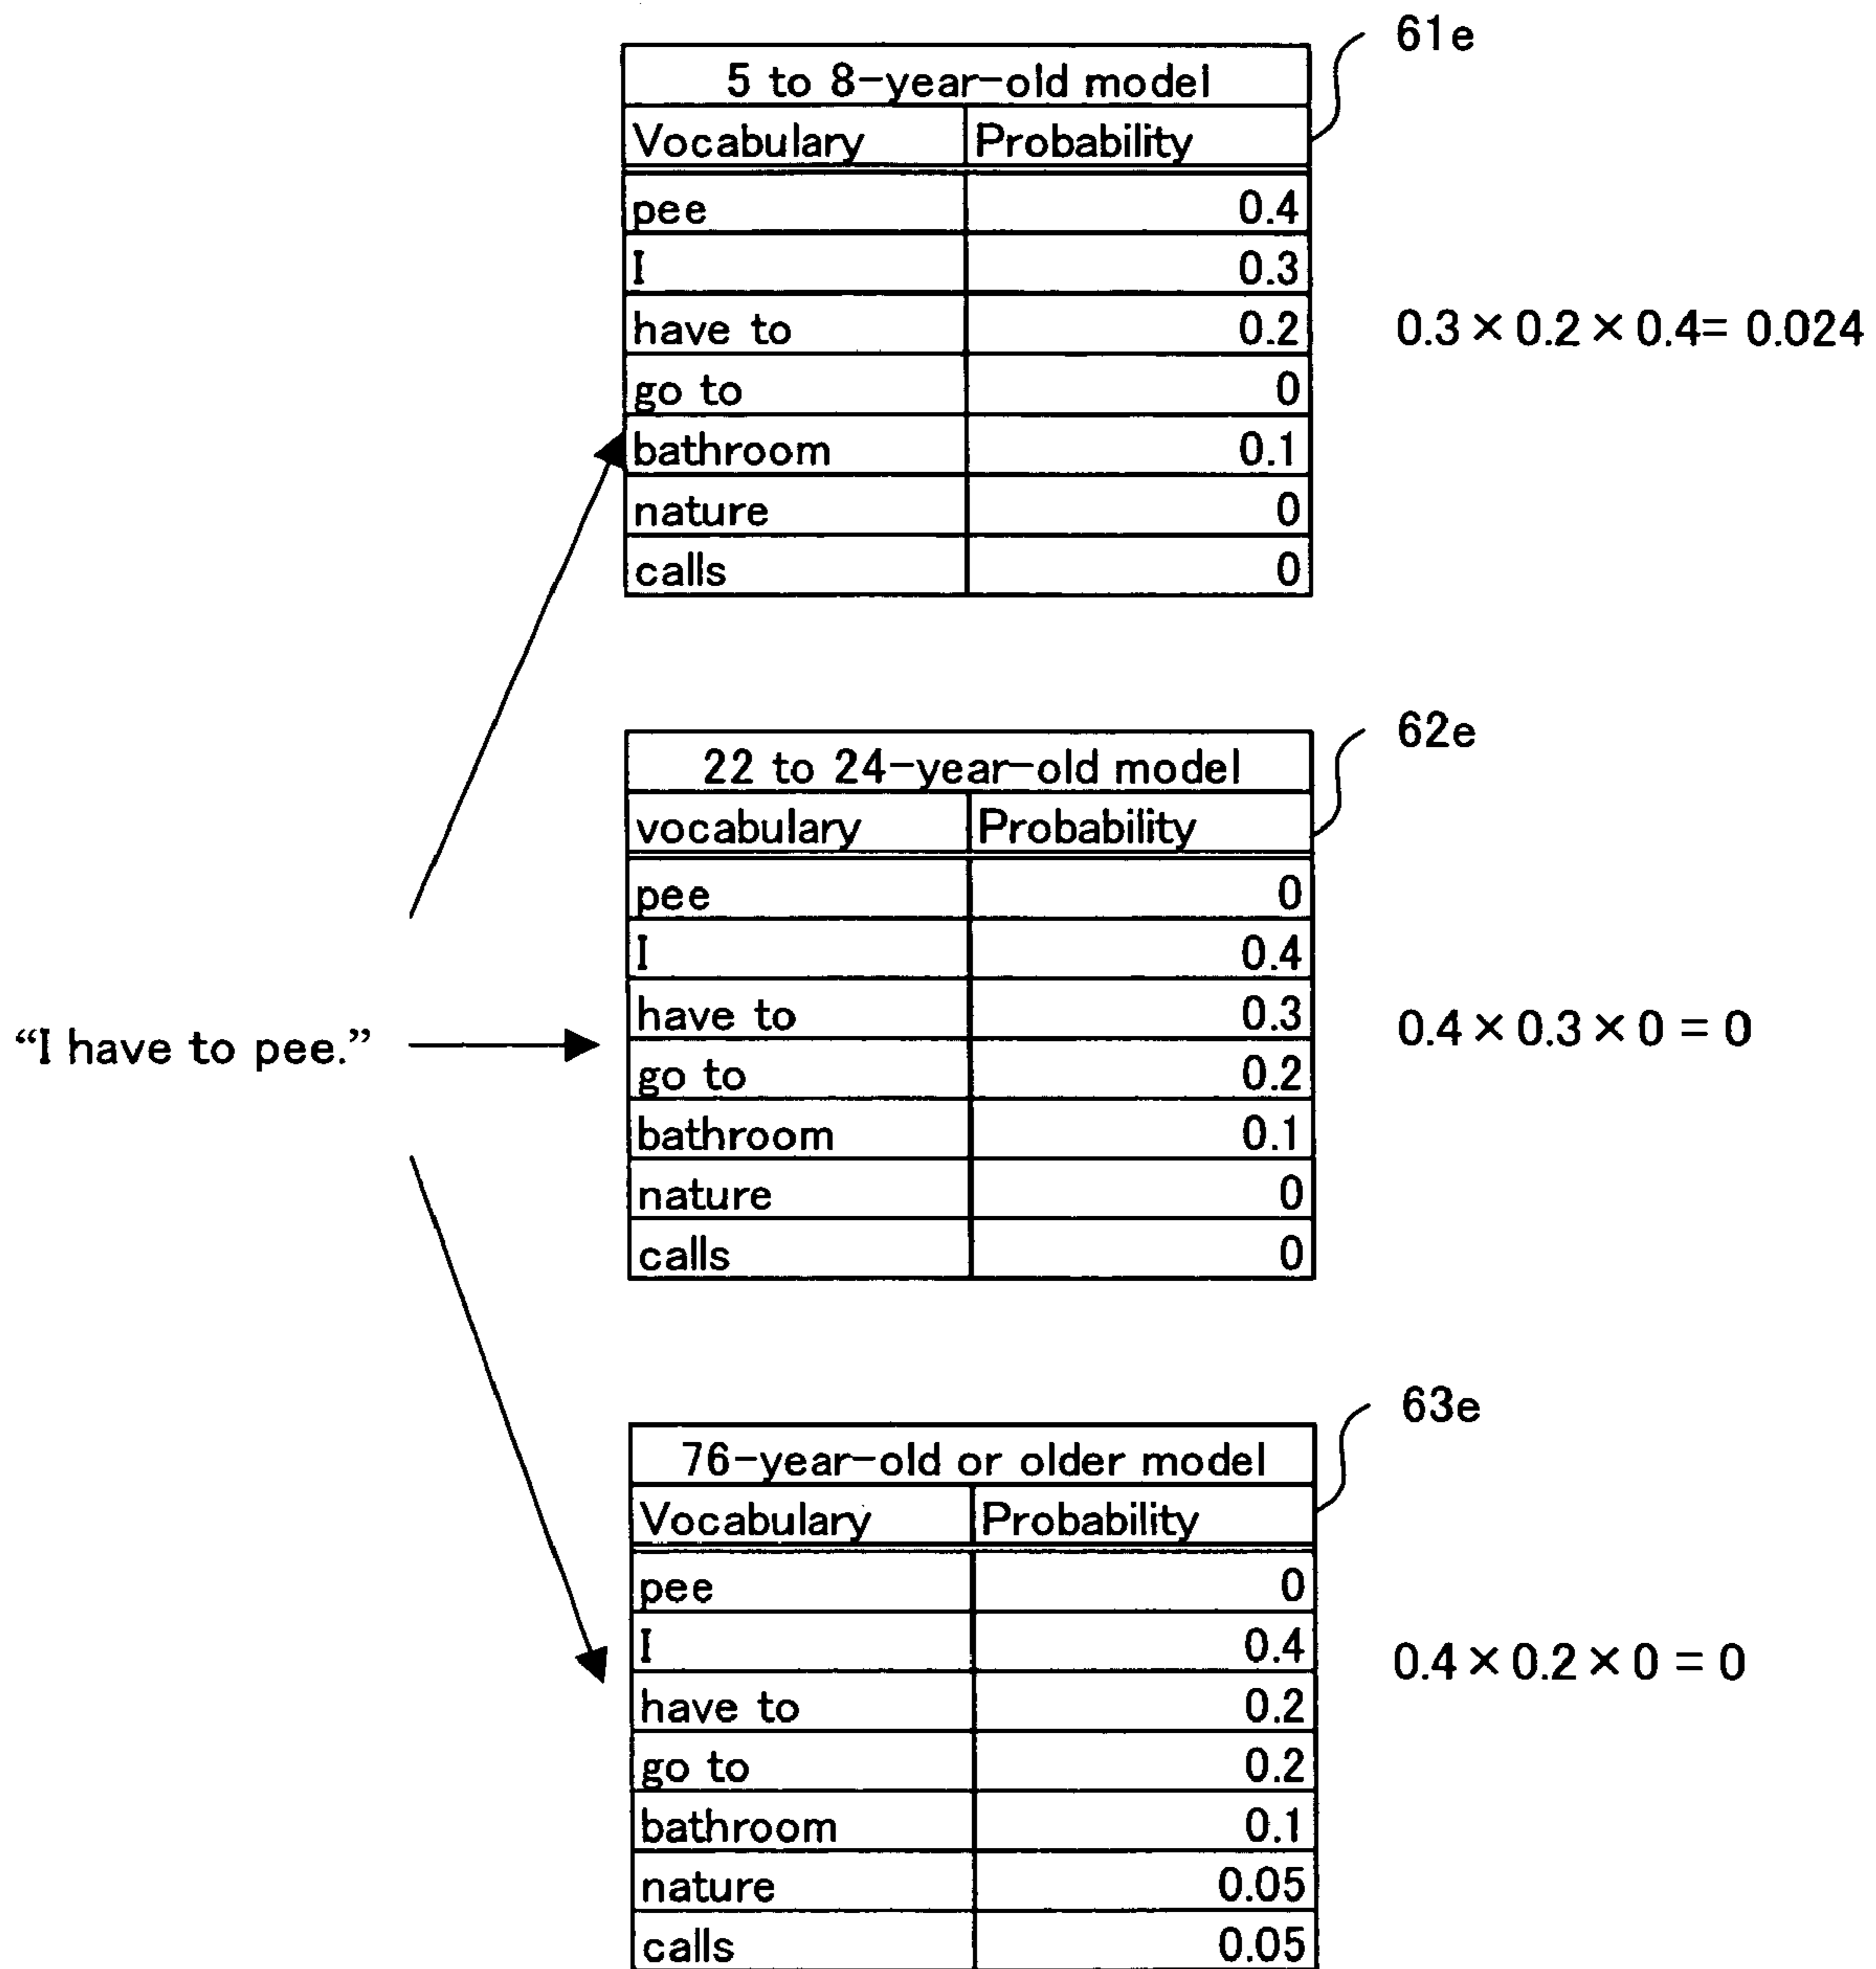 61e
5 to 8-year-old model
Vocabulary Probability
pee 0.4
I 0.3
have to 0.2
go to 0
bathroom 0.1
nature 0
calls 0
0.3 × 0.2 × 0.4= 0.024
62e
22 to 24-year-old model
vocabulary Probability
pee 0
I 0.4
have to 0.3
go to 0.2
bathroom 0.1
nature 0
calls 0
0.4 × 0.3 × 0 = 0
“I have to pee.”
63e
76-year-old or older model
Vocabulary Probability
pee 0
I 0.4
have to 0.2
go to 0.2
bathroom 0.1
nature 0.05
calls 0.05
0.4 × 0.2 × 0 = 0